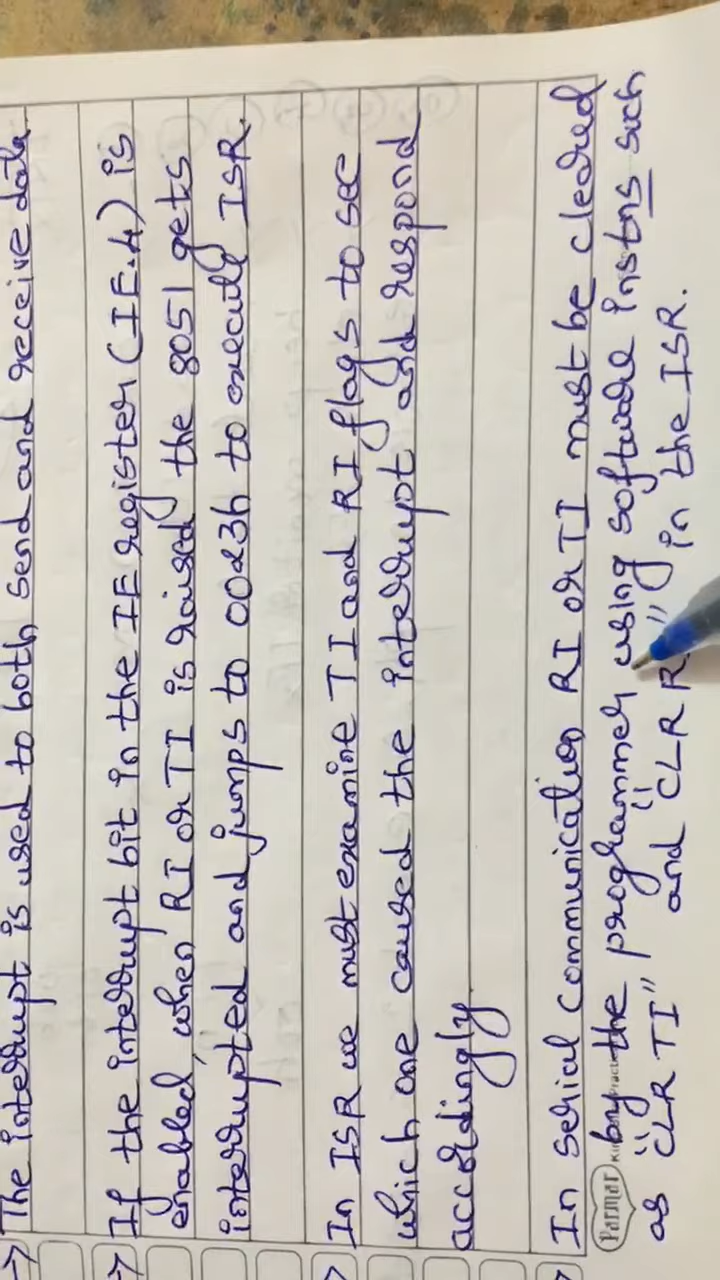 → The interrupt is used to both send and receive data.
→ If the interrupt bit in the IE register (IE.4) is
enabled, when RI or TI is raised the 8051 gets
interrupted and jumps to 0023h to execute ISR.
→ In ISR we must examine TI and RI flags to see
which one caused the interrupt and respond
accordingly.
→ In serial communication RI or TI must be cleared
by the programmer using software instns such
as "CLR TI" and "CLR R " in the ISR.
Parmar